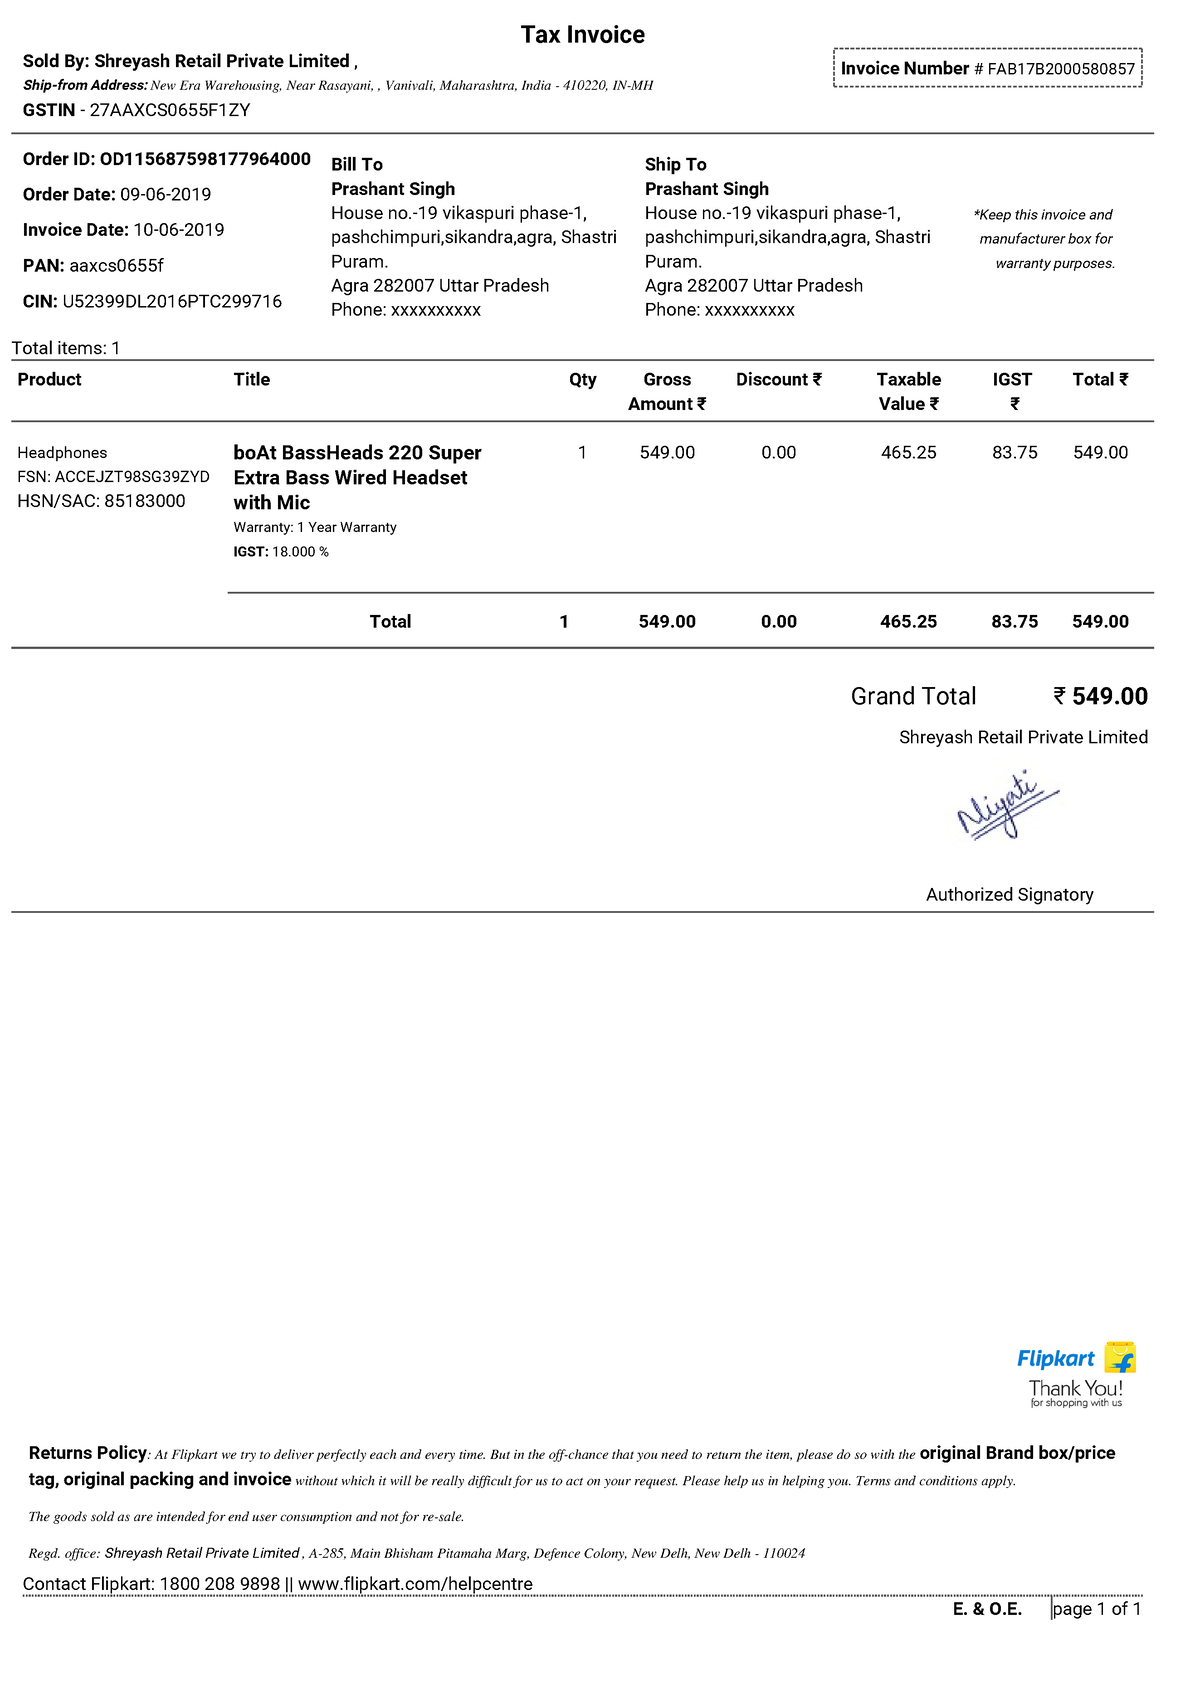 Tax Invoice
Sold By: Shreyash Retail Private Limited ,
Invoice Number # FAB17B2000580857
Ship-from Address: New Era Warehousing, Near Rasayani, , Vanivali, Maharashtra, India - 410220, IN-MH
GSTIN - 27AAXCS0655F1ZY
Order ID: OD115687598177964000
Order Date: 09-06-2019
Invoice Date: 10-06-2019
PAN: aaxcs0655f
CIN: U52399DL2016PTC299716
Bill To
Prashant Singh
House no.-19 vikaspuri phase-1,
pashchimpuri,sikandra,agra, Shastri
Puram.
Agra 282007 Uttar Pradesh
Phone: xxxxxxxxxx
Ship To
Prashant Singh
House no.-19 vikaspuri phase-1,
pashchimpuri,sikandra,agra, Shastri
Puram.
Agra 282007 Uttar Pradesh
Phone: xxxxxxxxxx
*Keep this invoice and
manufacturer box for
warranty purposes.
Total items: 1
Product Title Qty Gross Amount ₹ Discount ₹ Taxable Value ₹ IGST ₹ Total ₹
Headphones
FSN: ACCEJZT98SG39ZYD
HSN/SAC: 85183000
boAt BassHeads 220 Super
Extra Bass Wired Headset
with Mic
Warranty: 1 Year Warranty
IGST: 18.000 %
1 549.00 0.00 465.25 83.75 549.00
Total 1 549.00 0.00 465.25 83.75 549.00
Grand Total ₹ 549.00
Shreyash Retail Private Limited
Niyati
Authorized Signatory
Flipkart
Thank You!
for shopping with us
Returns Policy: At Flipkart we try to deliver perfectly each and every time. But in the off-chance that you need to return the item, please do so with the original Brand box/price
tag, original packing and invoice without which it will be really difficult for us to act on your request. Please help us in helping you. Terms and conditions apply.
The goods sold as are intended for end user consumption and not for re-sale.
Regd. office: Shreyash Retail Private Limited , A-285, Main Bhisham Pitamaha Marg, Defence Colony, New Delh, New Delh - 110024
Contact Flipkart: 1800 208 9898 || www.flipkart.com/helpcentre
E. & O.E. page 1 of 1